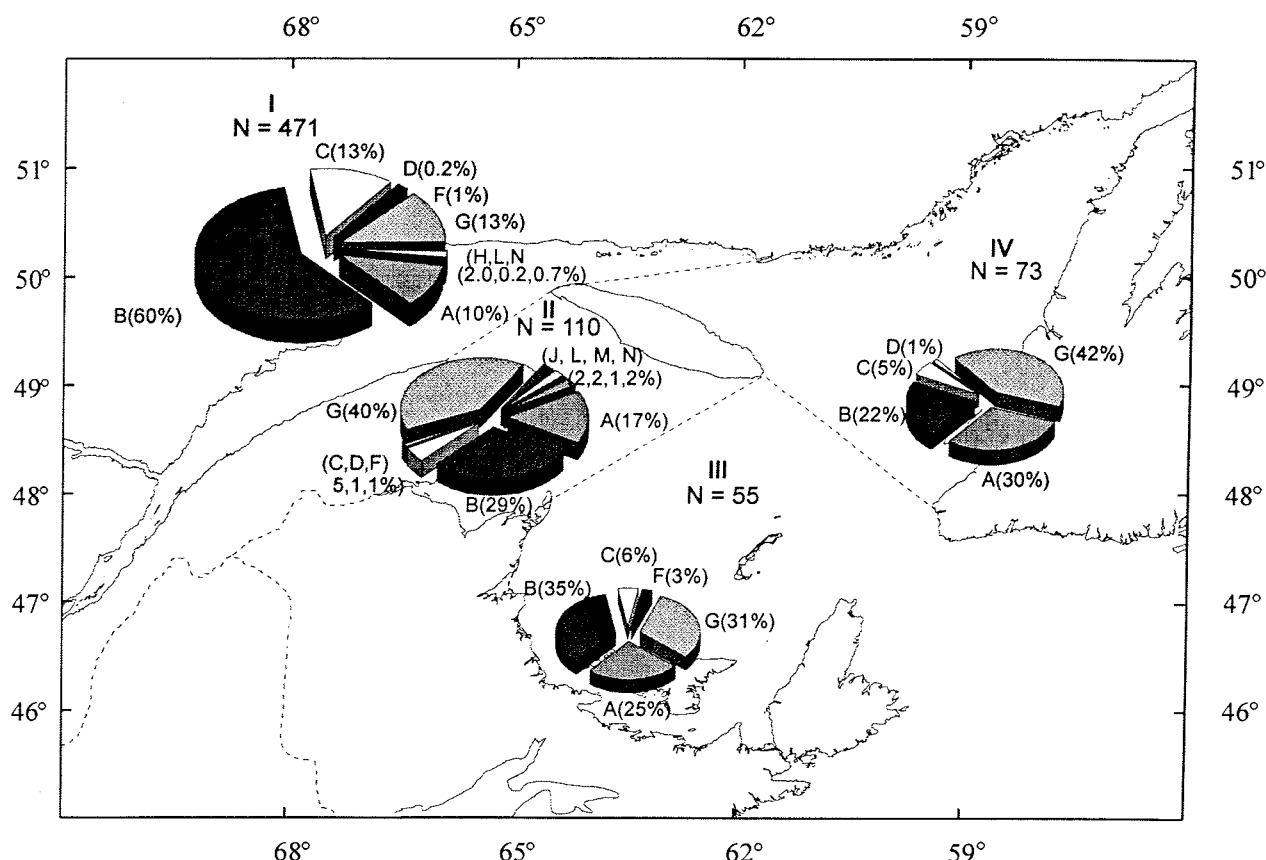 68° 65° 62° 59°
I
N = 471
C(13%)
D(0.2%)
F(1%)
G(13%)
(H,L,N
(2.0,0.2,0.7%)
A(10%)
B(60%)
51° 51°
50° 50°
49° 49°
48° 48°
47° 47°
46° 46°
II
N = 110
(J, L, M, N)
(2,2,1,2%)
G(40%)
A(17%)
(C,D,F)
5,1,1%)
B(29%)
IV
N = 73
D(1%)
C(5%)
G(42%)
B(22%)
A(30%)
III
N = 55
C(6%)
F(3%)
B(35%)
G(31%)
A(25%)
68° 65° 62° 59°